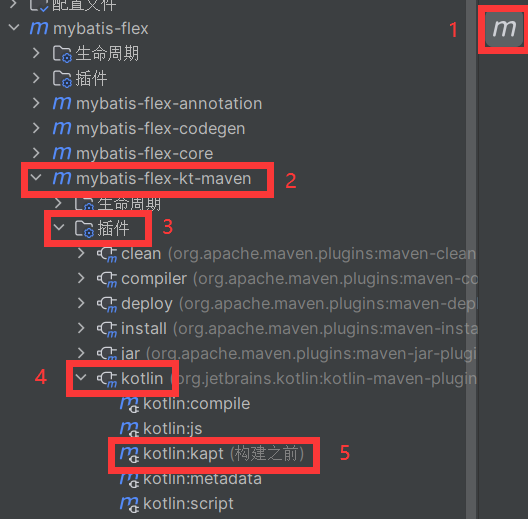 配置文件
1
m
mybatis-flex
生命周期
插件
mybatis-flex-annotation
mybatis-flex-codegen
mybatis-flex-core
mybatis-flex-kt-maven
2
生命周期
插件
3
clean (org.apache.maven.plugins:maven-clean
compiler (org.apache.maven.plugins:maven-co
deploy (org.apache.maven.plugins:maven-depl
install (org.apache.maven.plugins:maven-insta
jar (org.apache.maven.plugins:maven-jar-plugi
4
kotlin (org.jetbrains.kotlin:kotlin-maven-plugin
kotlin:compile
kotlin:js
kotlin:kapt (构建之前)
5
kotlin:metadata
kotlin:script